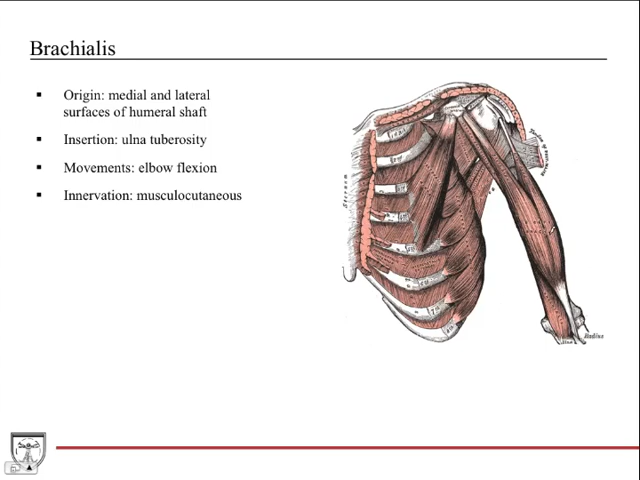 Brachialis
▪ Origin: medial and lateral
surfaces of humeral shaft
▪ Insertion: ulna tuberosity
▪ Movements: elbow flexion
▪ Innervation: musculocutaneous
Sternum
Radius